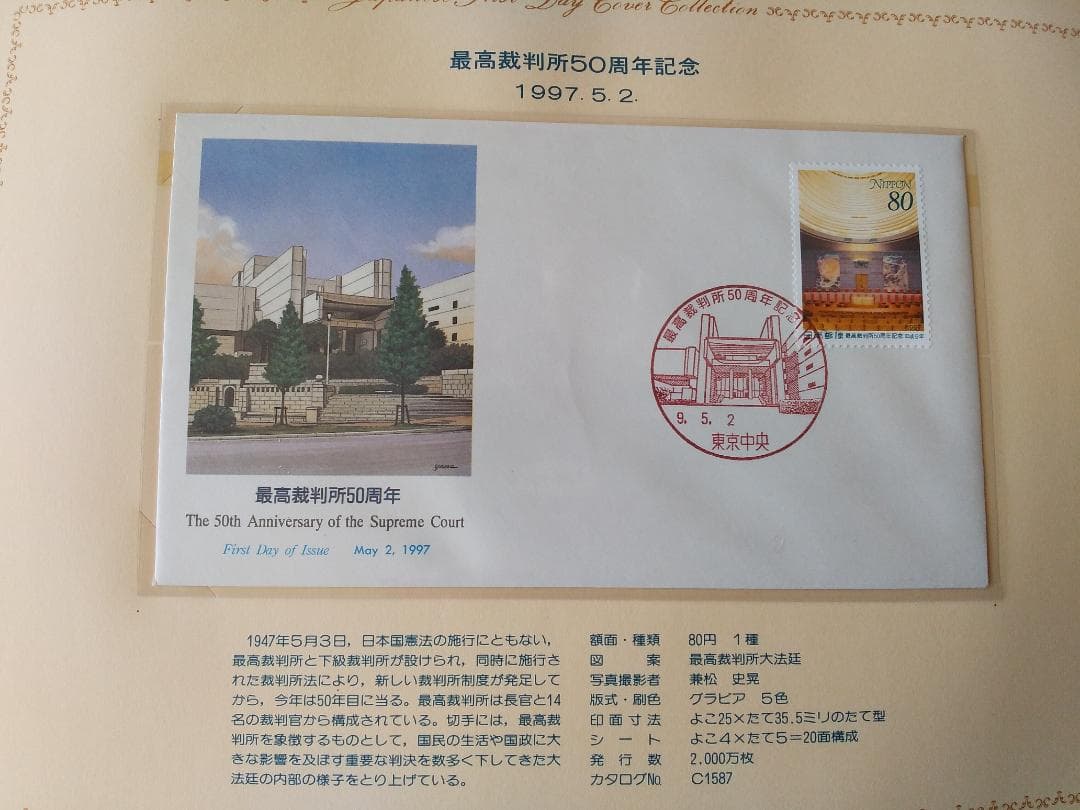 Japanese First Day Cover Collection
最高裁判所50周年記念
1997.5.2.
NIPPON
80
最高裁判所50周年記念 平成9年
最高裁判所50周年記念
9.5.2
東京中央
最高裁判所50周年
The 50th Anniversary of the Supreme Court
First Day of Issue May 2, 1997
1947年5月3日，日本国憲法の施行にともない，
最高裁判所と下級裁判所が設けられ，同時に施行さ
れた裁判所法により，新しい裁判所制度が発足して
から，今年は50年目に当る。最高裁判所は長官と14
名の裁判官から構成されている。切手には，最高裁
判所を象徴するものとして，国民の生活や国政に大
きな影響を及ぼす重要な判決を数多く下してきた大
法廷の内部の様子をとり上げている。
額面・種類 80円 1種
図案 最高裁判所大法廷
写真撮影者 兼松 史晃
版式・刷色 グラビア 5色
印面寸法 よこ25×たて35.5ミリのたて型
シート よこ4×たて5＝20面構成
発行数 2,000万枚
カタログ№ C1587